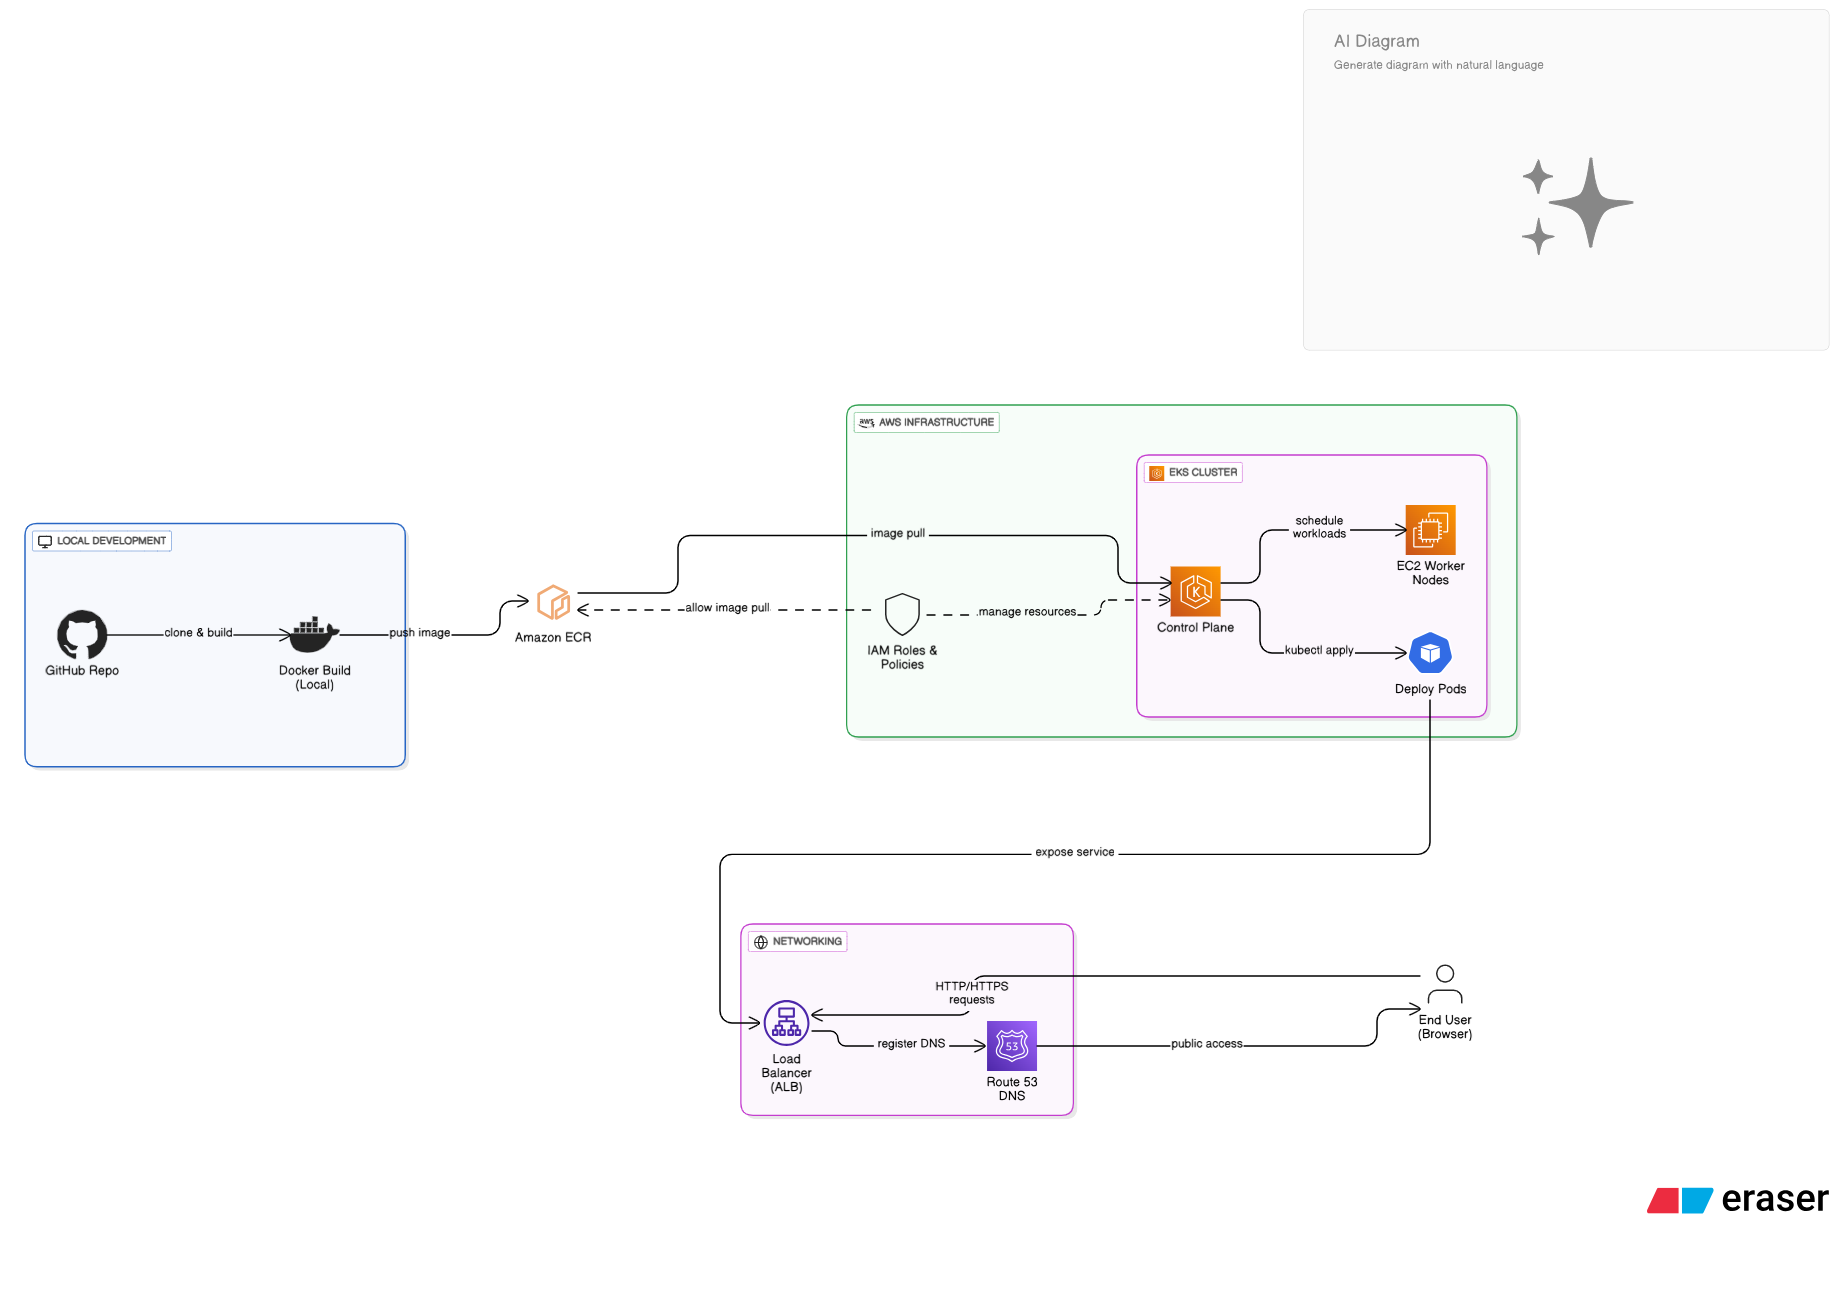 AI Diagram
Generate diagram with natural language
aws AWS INFRASTRUCTURE
EKS CLUSTER
schedule
workloads
EC2 Worker
Nodes
image pull
LOCAL DEVELOPMENT
clone & build
push image
GitHub Repo
Docker Build
(Local)
Amazon ECR
allow image pull
manage resources
IAM Roles &
Policies
K
Control Plane
kubectl apply
Deploy Pods
expose service
NETWORKING
HTTP/HTTPS
requests
register DNS
53
public access
Load
Balancer
(ALB)
Route 53
DNS
End User
(Browser)
eraser